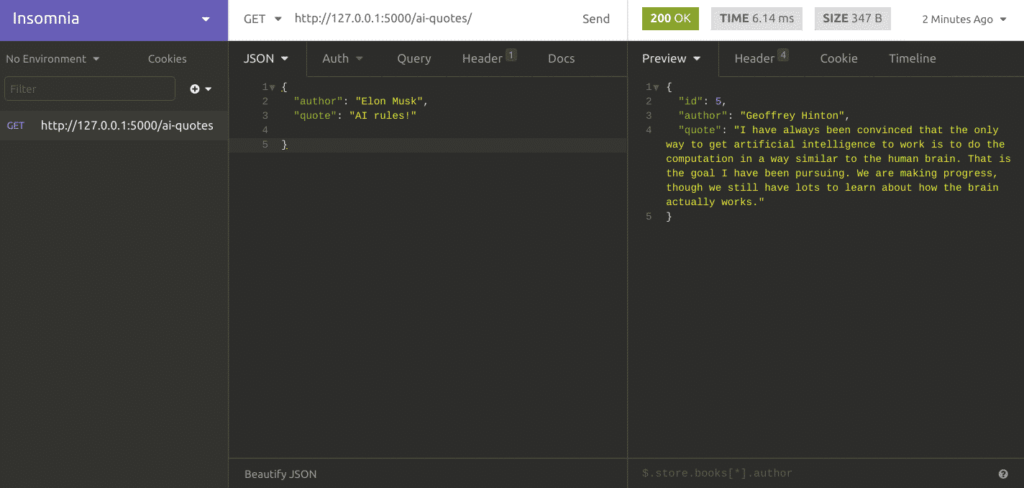 Insomnia
GET http://127.0.0.1:5000/ai-quotes/ Send
200 OK TIME 6.14 ms SIZE 347 B 2 Minutes Ago
No Environment Cookies
Filter
GET http://127.0.0.1:5000/ai-quotes
JSON Auth Query Header 1 Docs
1 {
2 "author": "Elon Musk",
3 "quote": "AI rules!"
4
5 }
Beautify JSON
Preview Header 4 Cookie Timeline
1 {
2 "id": 5,
3 "author": "Geoffrey Hinton",
4 "quote": "I have always been convinced that the only
way to get artificial intelligence to work is to do the
computation in a way similar to the human brain. That is
the goal I have been pursuing. We are making progress,
though we still have lots to learn about how the brain
actually works."
5 }
$.store.books[*].author